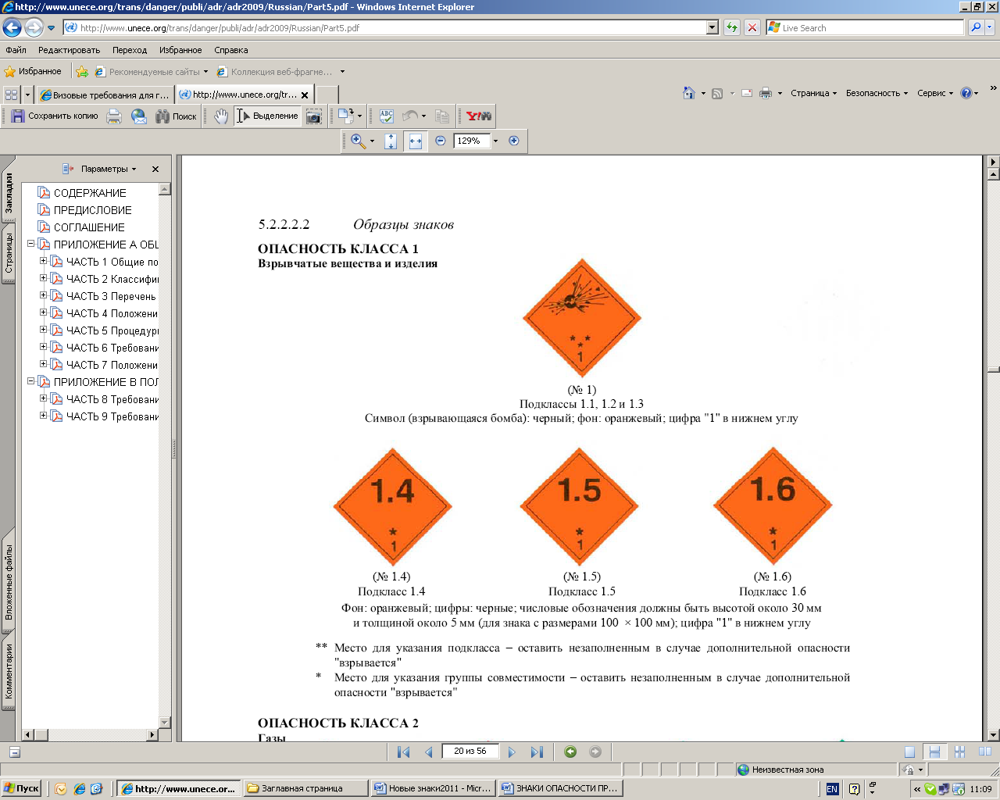 http://www.unece.org/trans/danger/publi/adr/adr2009/Russian/Part5.pdf - Windows Internet Explorer
http://www.unece.org/trans/danger/publi/adr/adr2009/Russian/Part5.pdf
Live Search
Файл Редактировать Переход Избранное Справка
Избранное Рекомендуемые сайты Коллекция веб-фрагме...
Визовые требования для г... http://www.unece.org/tr... Страница Безопасность Сервис
Сохранить копию Поиск Выделение
129%
Закладки
Страницы
Вложенные файлы
Комментарии
Параметры
СОДЕРЖАНИЕ
ПРЕДИСЛОВИЕ
СОГЛАШЕНИЕ
ПРИЛОЖЕНИЕ А ОБЩ
ЧАСТЬ 1 Общие по
ЧАСТЬ 2 Классифи
ЧАСТЬ 3 Перечень
ЧАСТЬ 4 Положени
ЧАСТЬ 5 Процедур
ЧАСТЬ 6 Требовани
ЧАСТЬ 7 Положени
ПРИЛОЖЕНИЕ В ПОЛ
ЧАСТЬ 8 Требовани
ЧАСТЬ 9 Требовани
5.2.2.2.2 Образцы знаков
ОПАСНОСТЬ КЛАССА 1
Взрывчатые вещества и изделия
* *
*
1
(№ 1)
Подклассы 1.1, 1.2 и 1.3
Символ (взрывающаяся бомба): черный; фон: оранжевый; цифра "1" в нижнем углу
1.4 1.5 1.6
* * *
1 1 1
(№ 1.4) (№ 1.5) (№ 1.6)
Подкласс 1.4 Подкласс 1.5 Подкласс 1.6
Фон: оранжевый; цифры: черные; числовые обозначения должны быть высотой около 30 мм
и толщиной около 5 мм (для знака с размерами 100 × 100 мм); цифра "1" в нижнем углу
** Место для указания подкласса – оставить незаполненным в случае дополнительной опасности
"взрывается"
* Место для указания группы совместимости – оставить незаполненным в случае дополнительной
опасности "взрывается"
ОПАСНОСТЬ КЛАССА 2
Газы
20 из 56
Неизвестная зона
Пуск http://www.unece.or... Заглавная страница Новые знаки2011 - Micr... ЗНАКИ ОПАСНОСТИ ПР... EN 11:09